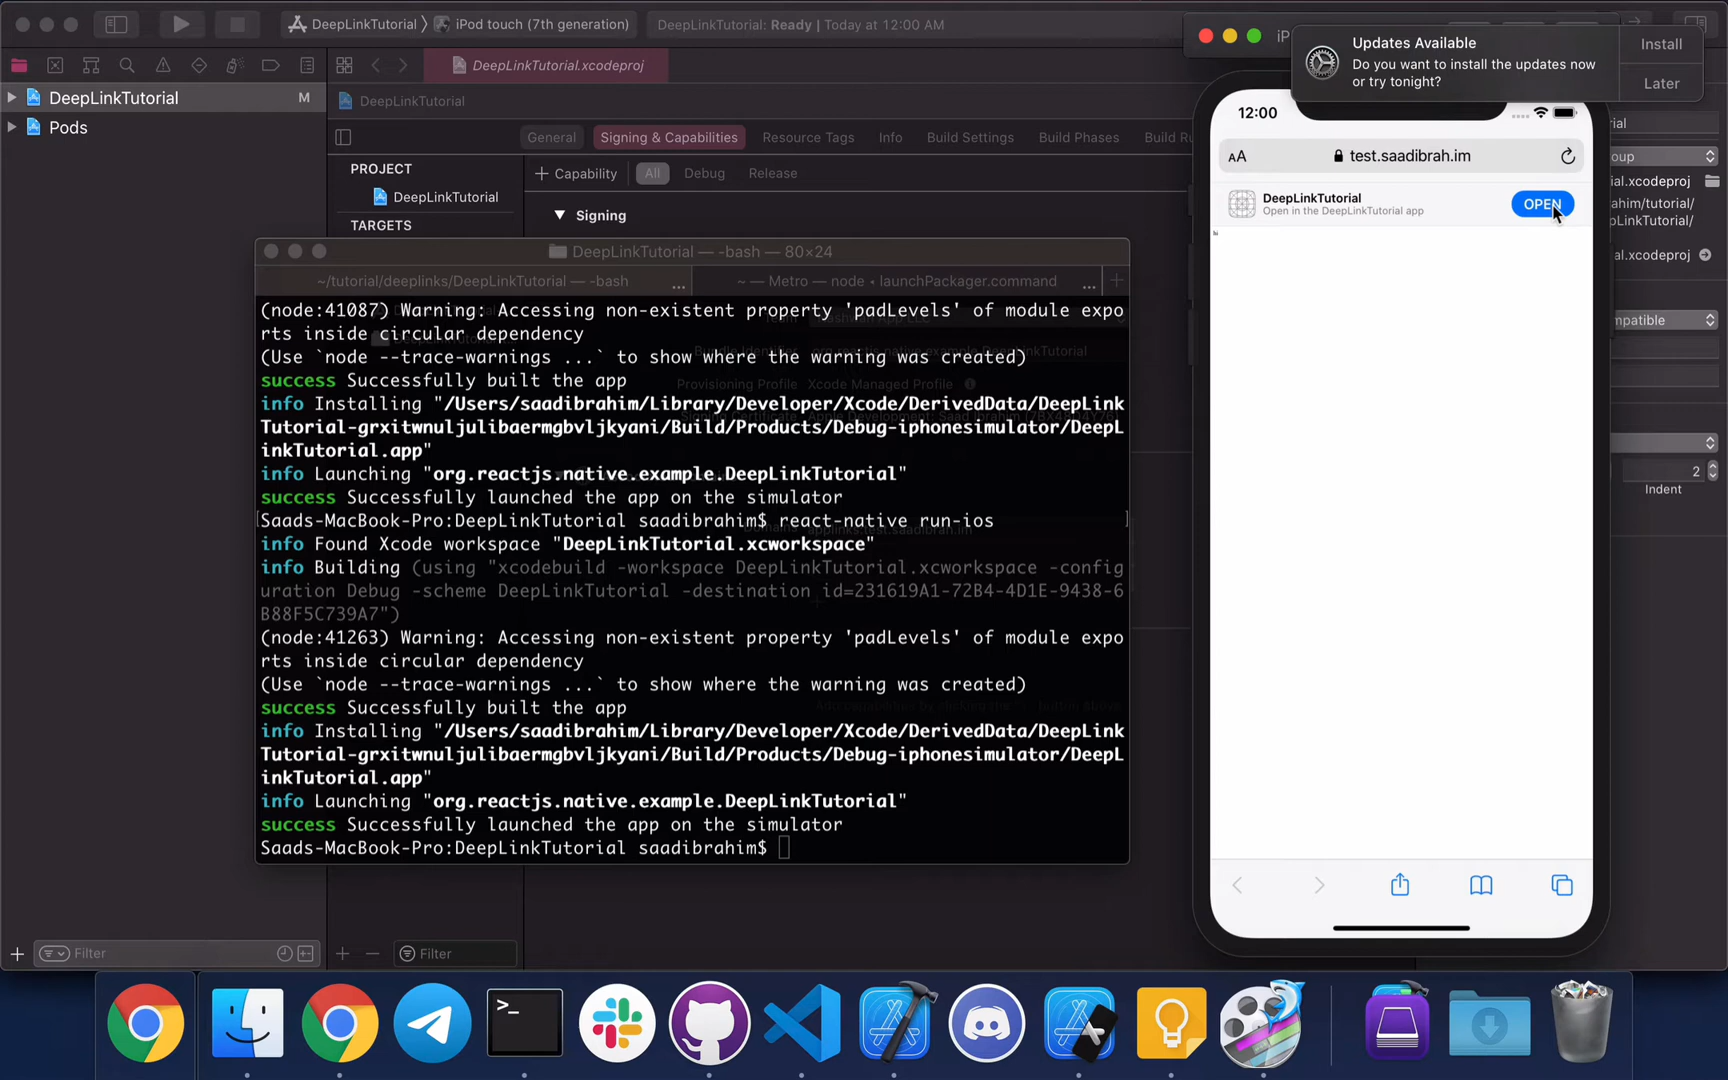 DeepLinkTutorial
iPod touch (7th generation)
DeepLinkTutorial: Ready | Today at 12:00 AM
DeepLinkTutorial.xcodeproj
DeepLinkTutorial
M
Pods
DeepLinkTutorial
General
Signing & Capabilities
Resource Tags
Info
Build Settings
Build Phases
PROJECT
DeepLinkTutorial
TARGETS
+ Capability
All
Debug
Release
Signing
DeepLinkTutorial — -bash — 80×24
~/tutorial/deeplinks/DeepLinkTutorial — -bash
...
~ — Metro — node • launchPackager.command
...
(node:41087) Warning: Accessing non-existent property 'padLevels' of module expo
rts inside circular dependency
(Use `node --trace-warnings ...` to show where the warning was created)
success Successfully built the app
info Installing "/Users/saadibrahim/Library/Developer/Xcode/DerivedData/DeepLink
Tutorial-grxitwnuljulibaermgbvljkyani/Build/Products/Debug-iphonesimulator/DeepL
inkTutorial.app"
info Launching "org.reactjs.native.example.DeepLinkTutorial"
success Successfully launched the app on the simulator
Saads-MacBook-Pro:DeepLinkTutorial saadibrahim$ react-native run-ios
info Found Xcode workspace "DeepLinkTutorial.xcworkspace"
info Building (using "xcodebuild -workspace DeepLinkTutorial.xcworkspace -config
uration Debug -scheme DeepLinkTutorial -destination id=231619A1-72B4-4D1E-9438-6
B88F5C739A7")
(node:41263) Warning: Accessing non-existent property 'padLevels' of module expo
rts inside circular dependency
(Use `node --trace-warnings ...` to show where the warning was created)
success Successfully built the app
info Installing "/Users/saadibrahim/Library/Developer/Xcode/DerivedData/DeepLink
Tutorial-grxitwnuljulibaermgbvljkyani/Build/Products/Debug-iphonesimulator/DeepL
inkTutorial.app"
info Launching "org.reactjs.native.example.DeepLinkTutorial"
success Successfully launched the app on the simulator
Saads-MacBook-Pro:DeepLinkTutorial saadibrahim$
Provisioning Profile Xcode Managed Profile
Filter
Filter
Updates Available
Do you want to install the updates now
or try tonight?
Install
Later
12:00
AA
test.saadibrah.im
DeepLinkTutorial
Open in the DeepLinkTutorial app
OPEN
ial
oup
ial.xcodeproj
rahim/tutorial/
pLinkTutorial/
ial.xcodeproj
mpatible
2
Indent